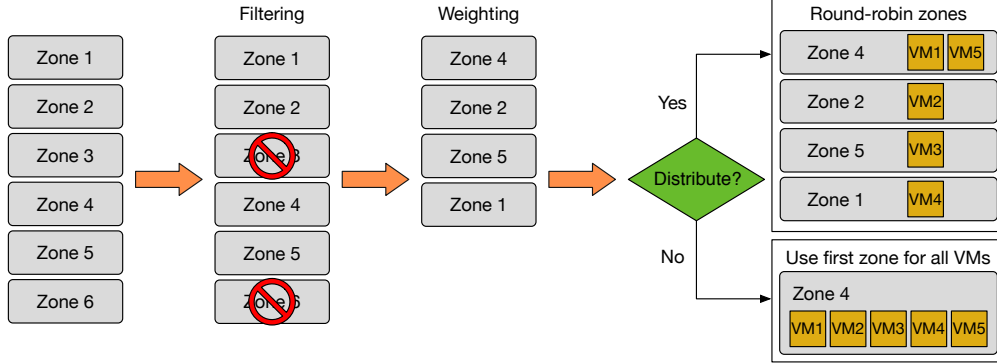 Zone 1
Zone 2
Zone 3
Zone 4
Zone 5
Zone 6
Filtering
Zone 1
Zone 2
Zone 3
Zone 4
Zone 5
Zone 6
Weighting
Zone 4
Zone 2
Zone 5
Zone 1
Distribute?
Yes
No
Round-robin zones
Zone 4 VM1 VM5
Zone 2 VM2
Zone 5 VM3
Zone 1 VM4
Use first zone for all VMs
Zone 4
VM1 VM2 VM3 VM4 VM5